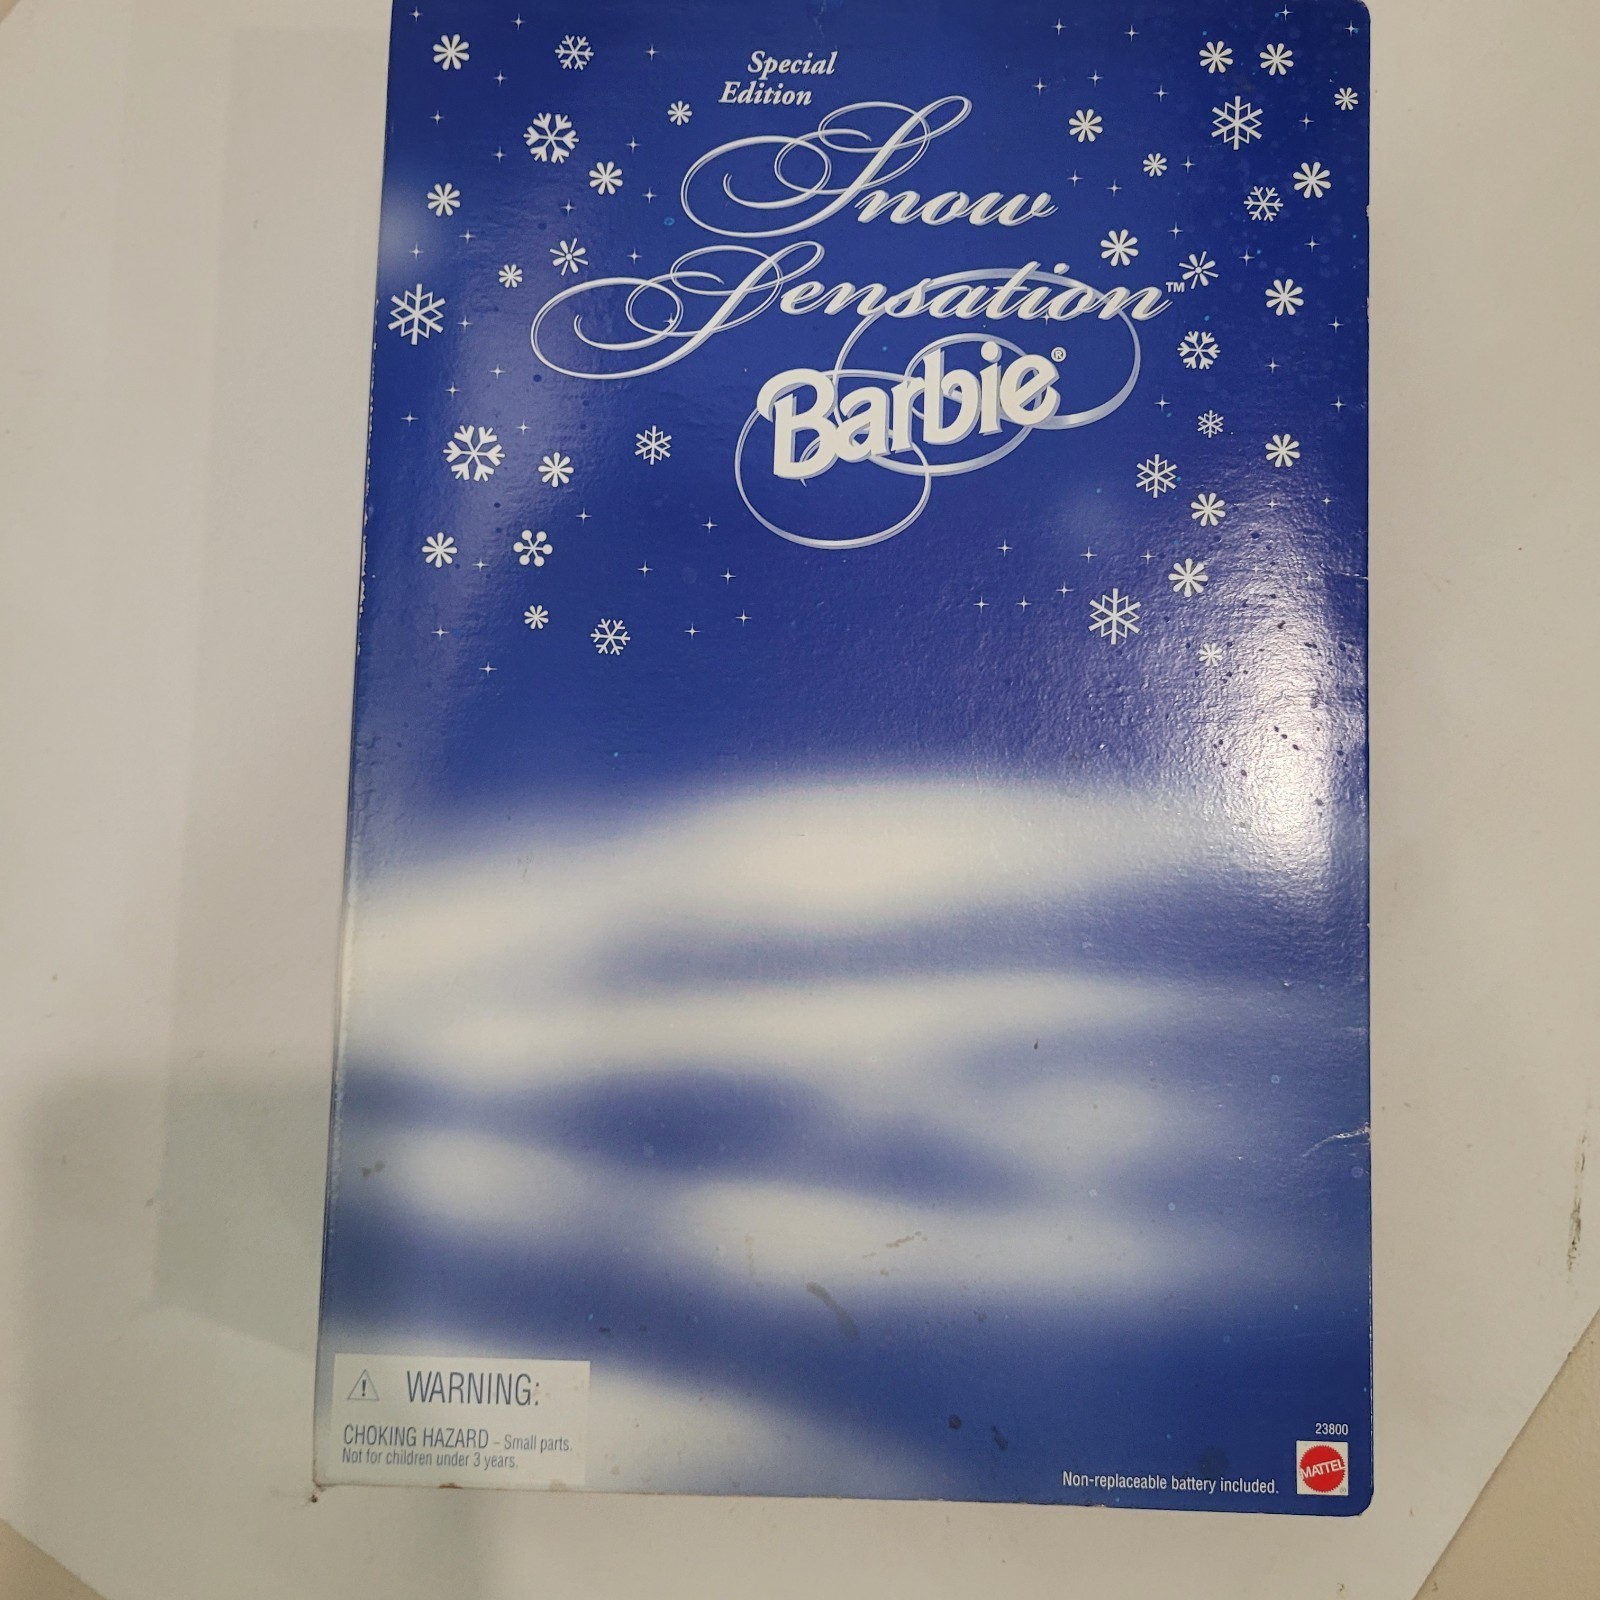 Special
Edition
Snow
Sensation™
Barbie®
⚠ WARNING:
CHOKING HAZARD – Small parts.
Not for children under 3 years.
23800
MATTEL
Non-replaceable battery included.